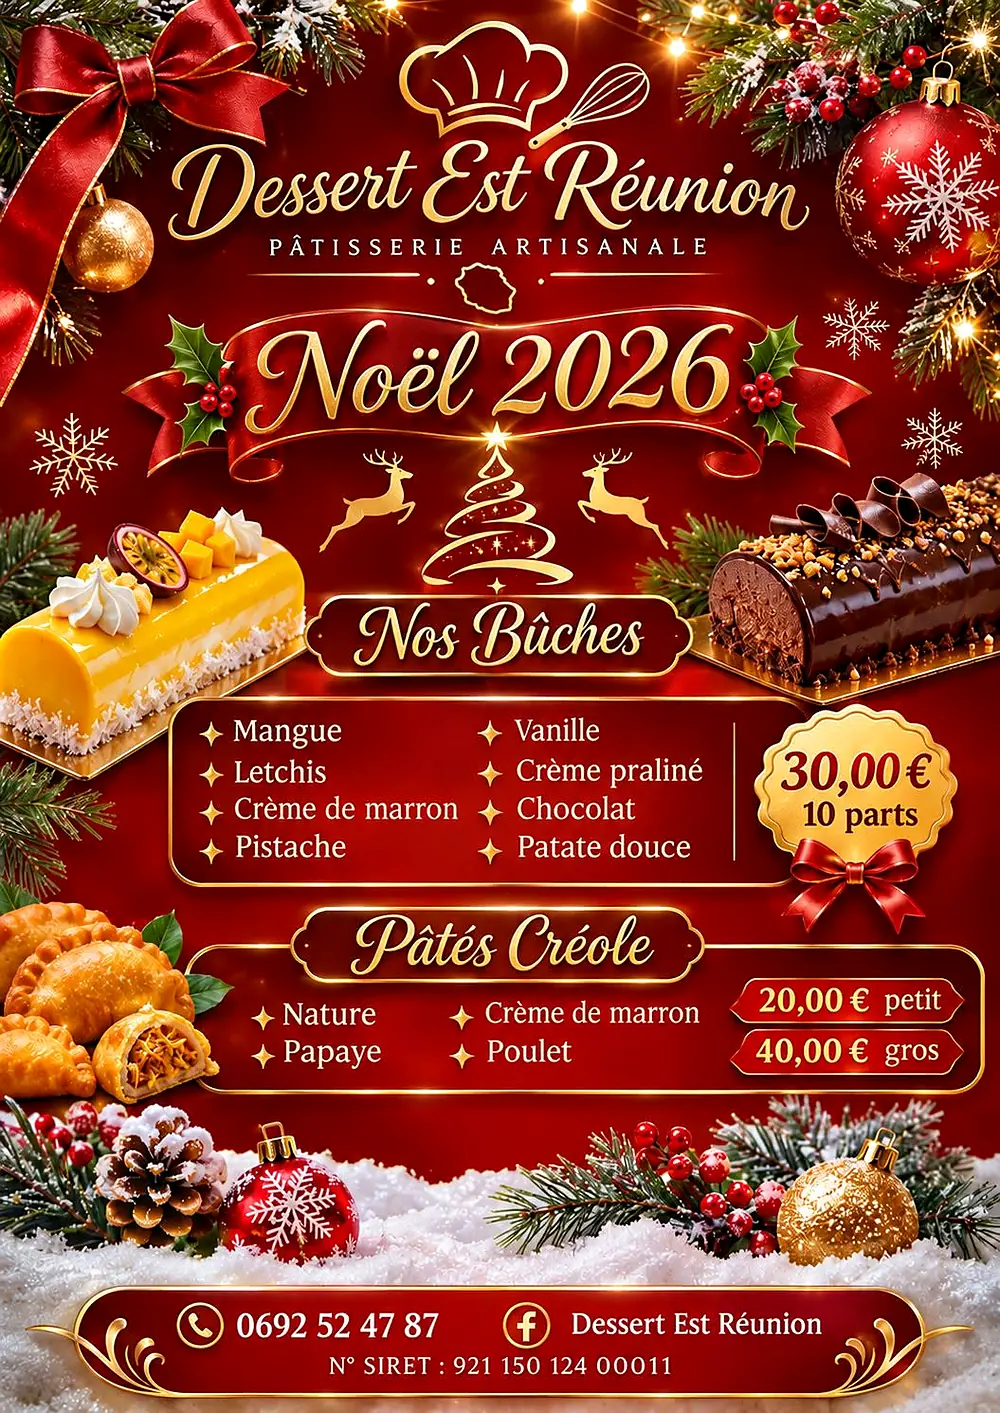 Dessert Est Réunion
PÂTISSERIE ARTISANALE
Noël 2026
Nos Bûches
Mangue
Letchis
Crème de marron
Pistache
Vanille
Crème praliné
Chocolat
Patate douce
30,00 €
10 parts
Pâtés Créole
Nature
Papaye
Crème de marron
Poulet
20,00 € petit
40,00 € gros
0692 52 47 87
Dessert Est Réunion
N° SIRET : 921 150 124 00011